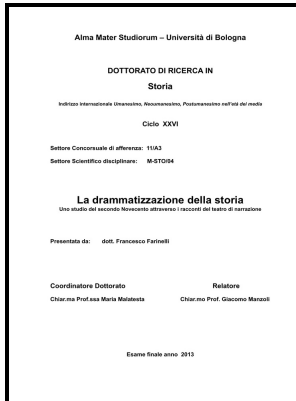 Alma Mater Studiorum – Università di Bologna
DOTTORATO DI RICERCA IN
Storia
Indirizzo internazionale Umanesimo, Neoumanesimo, Postumanesimo nell'età dei media
Ciclo XXVI
Settore Concorsuale di afferenza: 11/A3
Settore Scientifico disciplinare: M-STO/04
La drammatizzazione della storia
Uno studio del secondo Novecento attraverso i racconti del teatro di narrazione
Presentata da: dott. Francesco Farinelli
Coordinatore Dottorato Relatore
Chiar.ma Prof.ssa Maria Malatesta Chiar.mo Prof. Giacomo Manzoli
Esame finale anno 2013